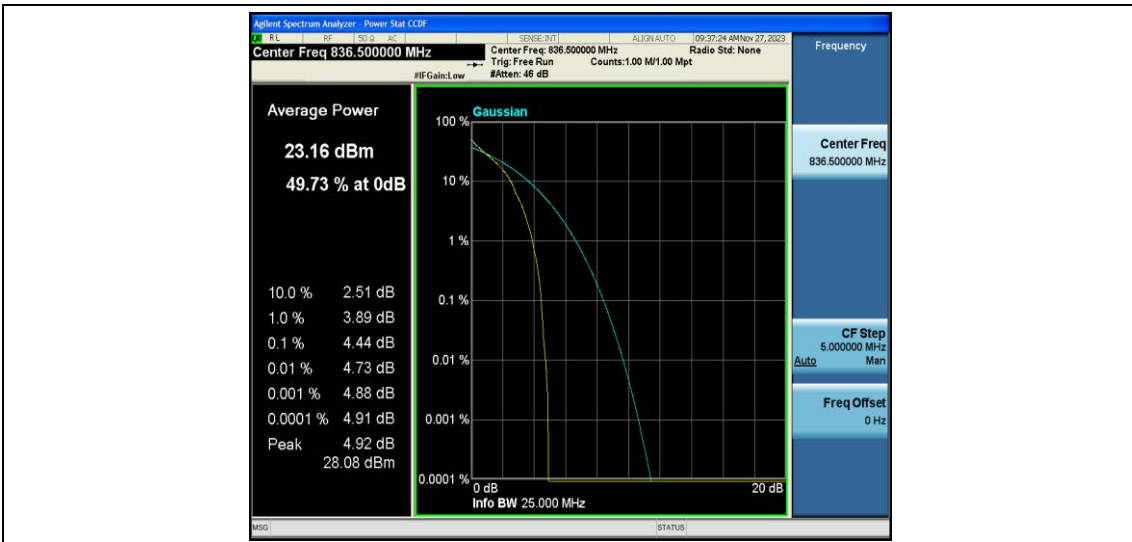 Agilent Spectrum Analyzer - Power Stat CCDF
LXI RL RF 50 Ω AC SENSE:INT ALIGNAUTO 09:37:24 AM Nov 27, 2023
Center Freq 836.500000 MHz
Center Freq: 836.500000 MHz Radio Std: None
Trig: Free Run Counts:1.00 M/1.00 Mpt
#IFGain:Low #Atten: 46 dB
Frequency
Average Power
23.16 dBm
49.73 % at 0dB
10.0 % 2.51 dB
1.0 % 3.89 dB
0.1 % 4.44 dB
0.01 % 4.73 dB
0.001 % 4.88 dB
0.0001 % 4.91 dB
Peak 4.92 dB
28.08 dBm
Gaussian
100 %
10 %
1 %
0.1 %
0.01 %
0.001 %
0.0001 %
0 dB 20 dB
Info BW 25.000 MHz
Center Freq
836.500000 MHz
CF Step
5.000000 MHz
Auto Man
Freq Offset
0 Hz
MSG STATUS